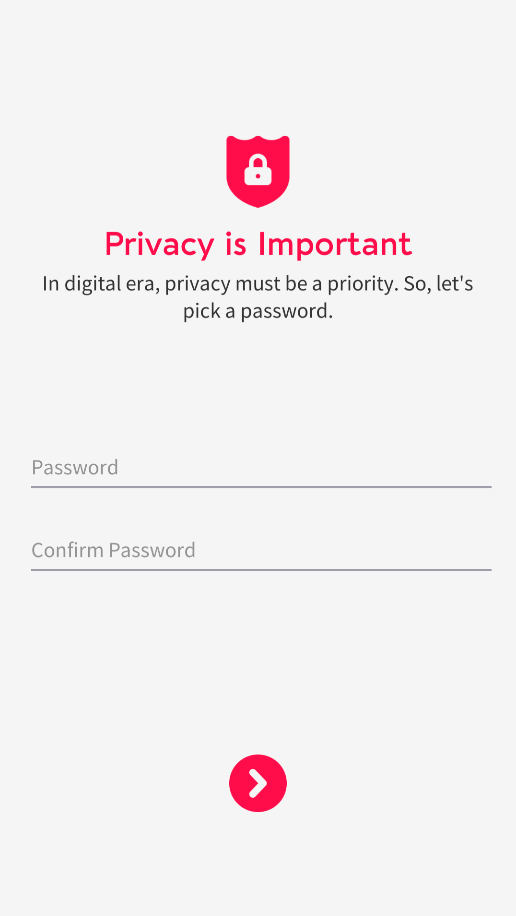 Privacy is Important
In digital era, privacy must be a priority. So, let's
pick a password.
Password
Confirm Password